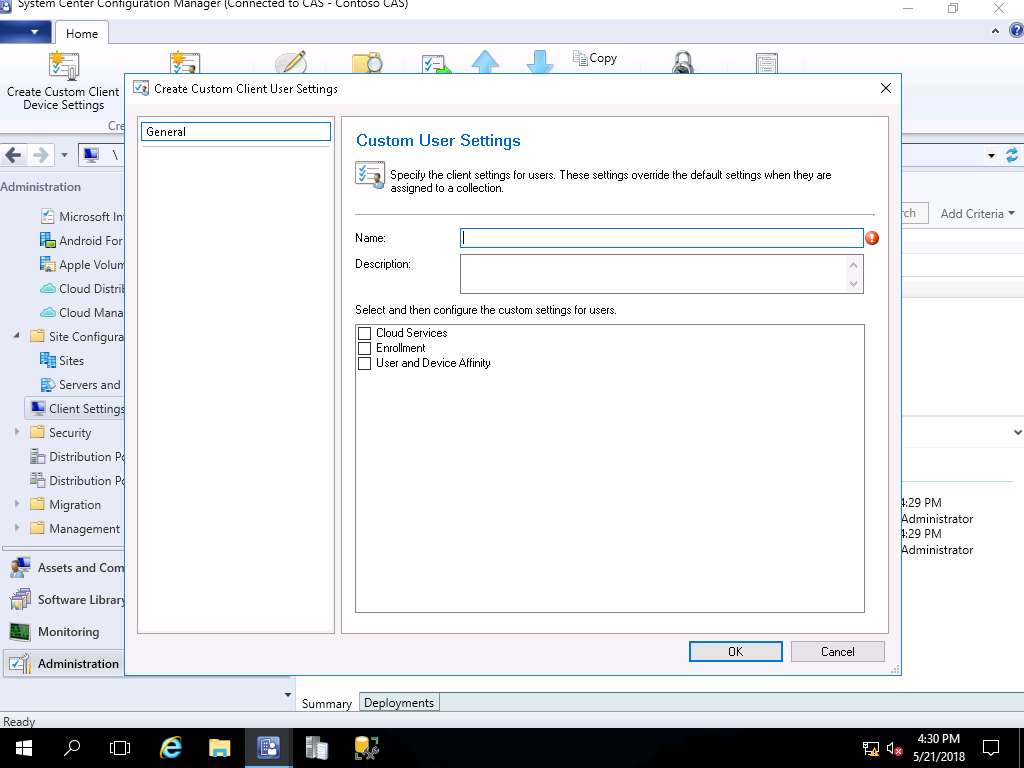 System Center Configuration Manager (Connected to CAS - Contoso CAS)
Home
Create Custom Client
Device Settings
Copy
Cre
\
Create Custom Client User Settings
General
Custom User Settings
Specify the client settings for users. These settings override the default settings when they are
assigned to a collection.
Name:
Description:
Select and then configure the custom settings for users.
Cloud Services
Enrollment
User and Device Affinity
OK
Cancel
Administration
Microsoft In
Android For
Apple Volum
Cloud Distrib
Cloud Mana
Site Configura
Sites
Servers and
Client Settings
Security
Distribution Po
Distribution Po
Migration
Management
Assets and Com
Software Library
Monitoring
Administration
rch
Add Criteria
4:29 PM
Administrator
4:29 PM
Administrator
Summary
Deployments
Ready
4:30 PM
5/21/2018